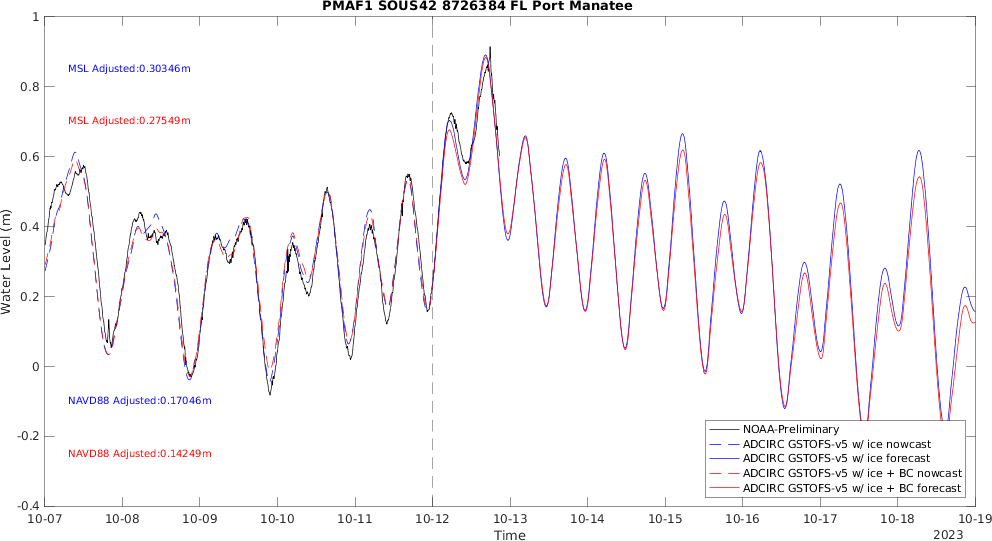 PMAF1 SOUS42 8726384 FL Port Manatee
1
0.8
0.6
0.4
0.2
0
-0.2
-0.4
Water Level (m)
MSL Adjusted:0.30346m
MSL Adjusted:0.27549m
NAVD88 Adjusted:0.17046m
NAVD88 Adjusted:0.14249m
NOAA-Preliminary
ADCIRC GSTOFS-v5 w/ ice nowcast
ADCIRC GSTOFS-v5 w/ ice forecast
ADCIRC GSTOFS-v5 w/ ice + BC nowcast
ADCIRC GSTOFS-v5 w/ ice + BC forecast
10-07 10-08 10-09 10-10 10-11 10-12 10-13 10-14 10-15 10-16 10-17 10-18 10-19
Time
2023